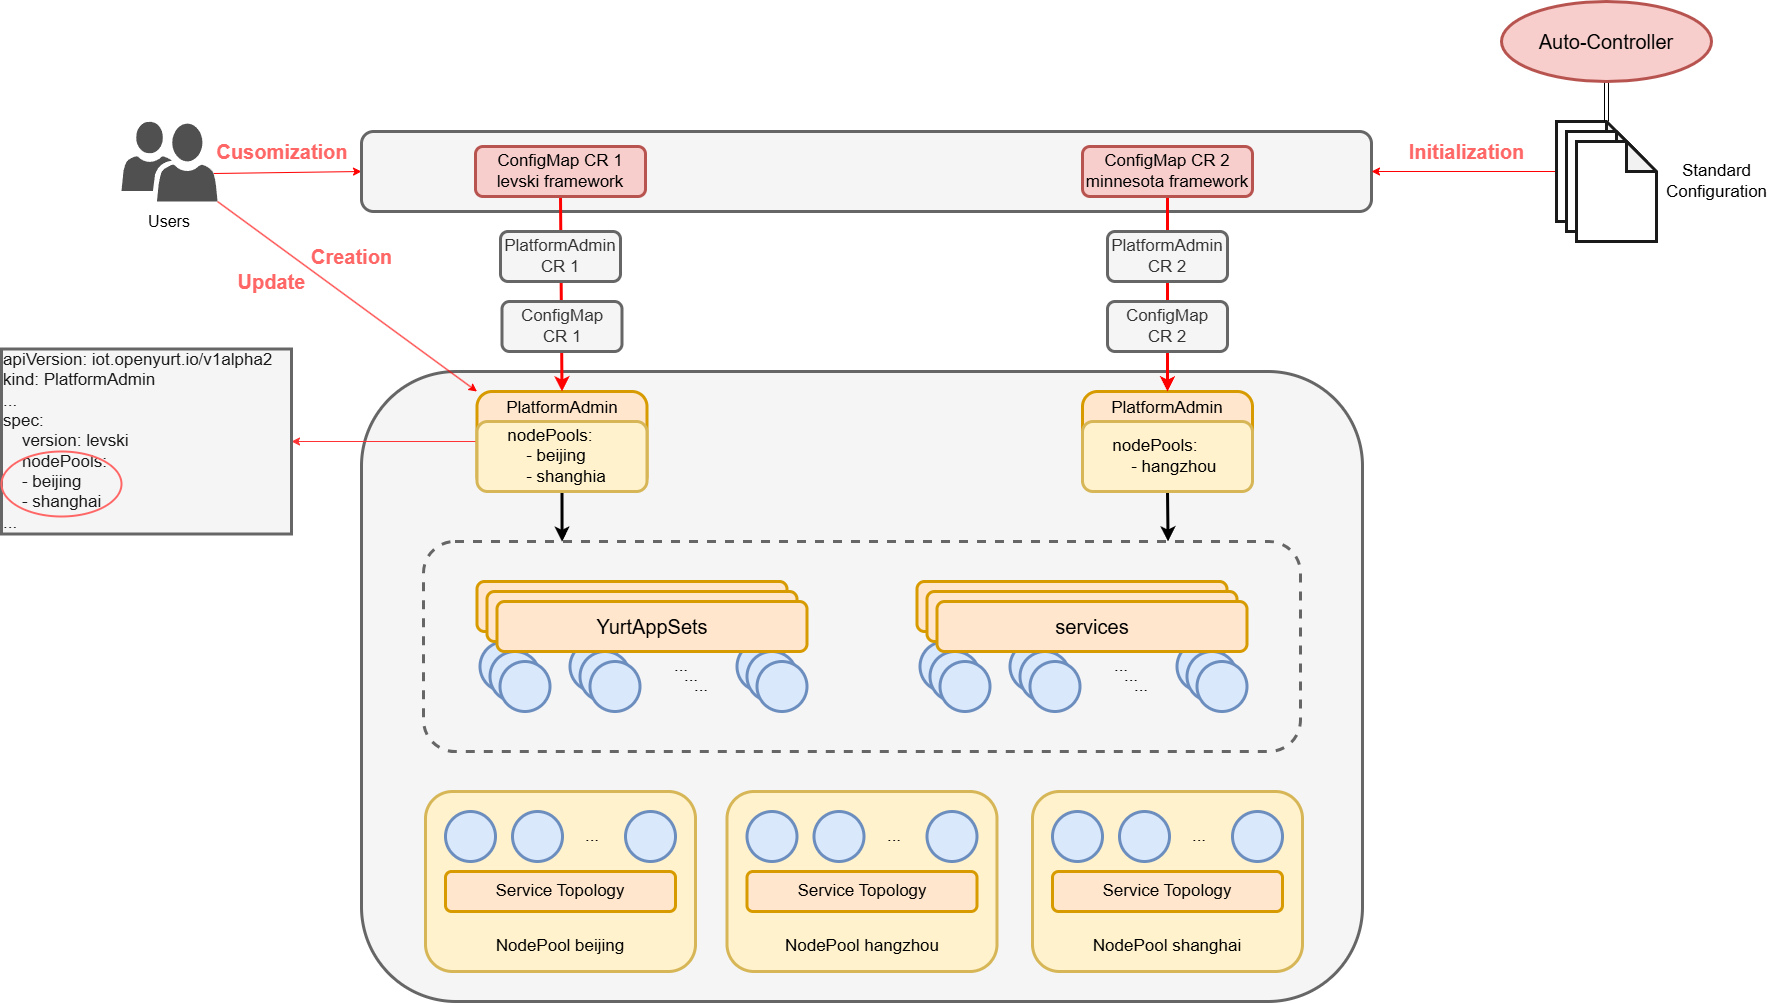 Auto-Controller
Cusomization
ConfigMap CR 1
levski framework
ConfigMap CR 2
minnesota framework
Initialization
Standard
Configuration
Users
PlatformAdmin
CR 1
PlatformAdmin
CR 2
Creation
Update
ConfigMap
CR 1
ConfigMap
CR 2
apiVersion: iot.openyurt.io/v1alpha2
kind: PlatformAdmin
...
spec:
version: levski
nodePools:
- beijing
- shanghai
...
PlatformAdmin
nodePools:
- beijing
- shanghia
PlatformAdmin
nodePools:
- hangzhou
YurtAppSets
...
...
...
services
...
...
...
...
Service Topology
NodePool beijing
...
Service Topology
NodePool hangzhou
...
Service Topology
NodePool shanghai